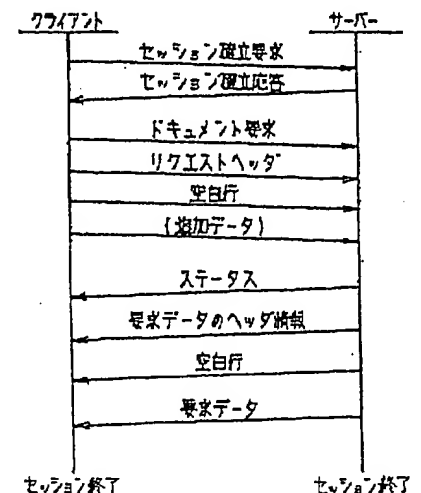 クライアント
サーバー
セッション確立要求
セッション確立応答
ドキュメント要求
リクエストヘッダ
空白行
(追加データ)
ステータス
要求データのヘッダ情報
空白行
要求データ
セッション終了
セッション終了